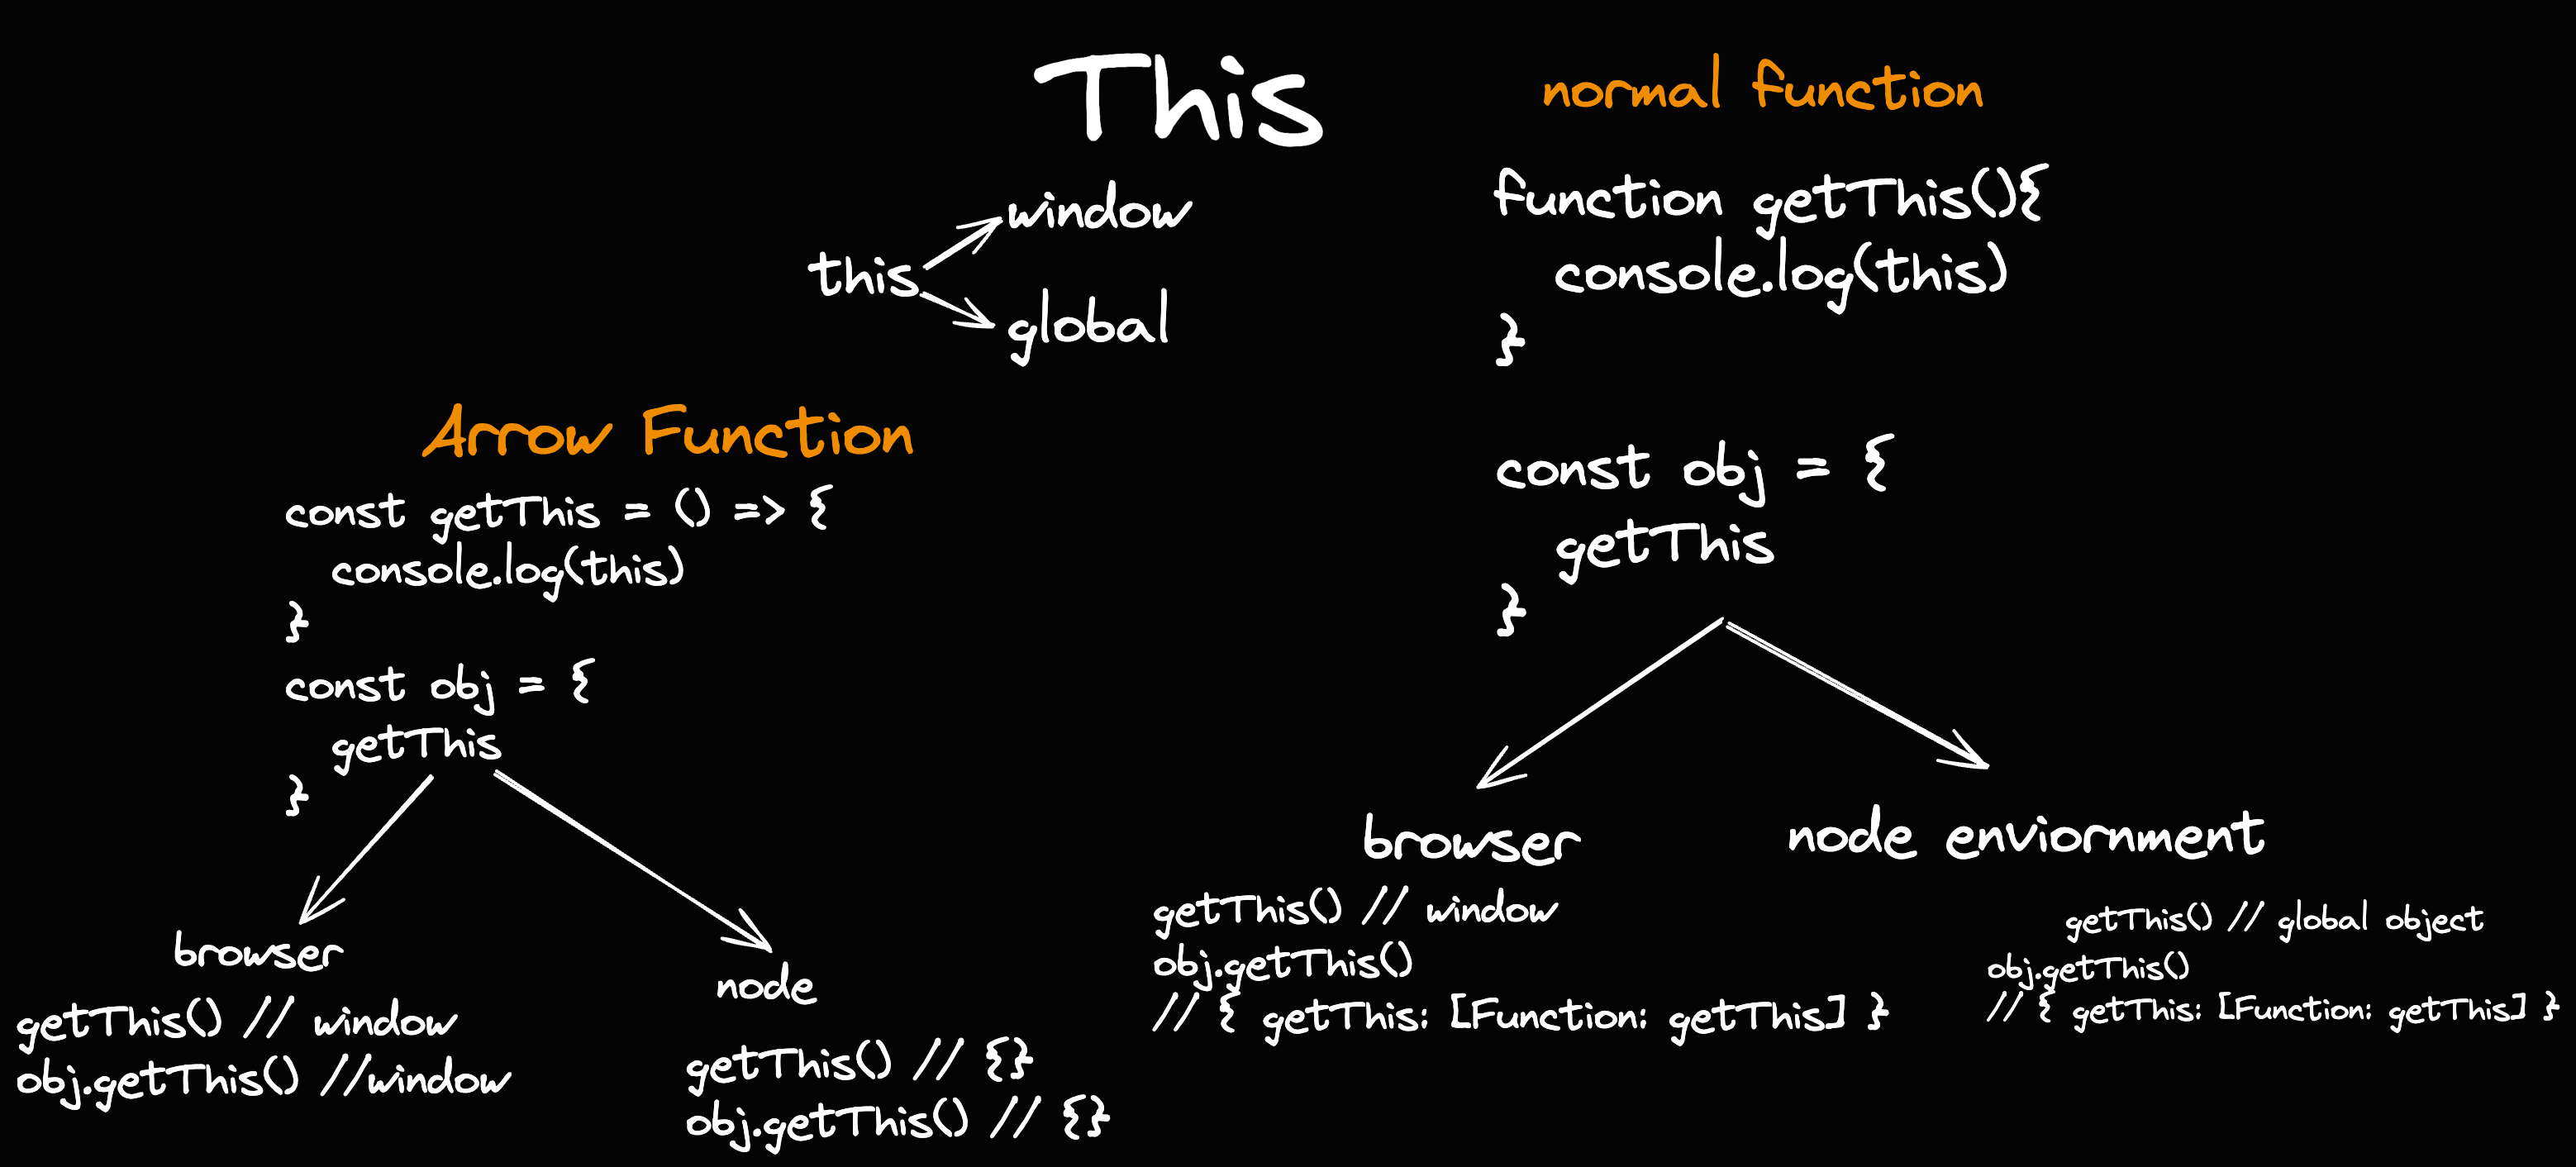 This
window
this
global
normal function
function getThis(){
console.log(this)
}
const obj = {
getThis
}
browser
getThis() // window
obj.getThis()
// { getThis: [Function: getThis] }
node enviornment
getThis() // global object
obj.getThis()
// { getThis: [Function: getThis] }
Arrow Function
const getThis = () => {
console.log(this)
}
const obj = {
getThis
}
browser
getThis() // window
obj.getThis() //window
node
getThis() // {}
obj.getThis() // {}